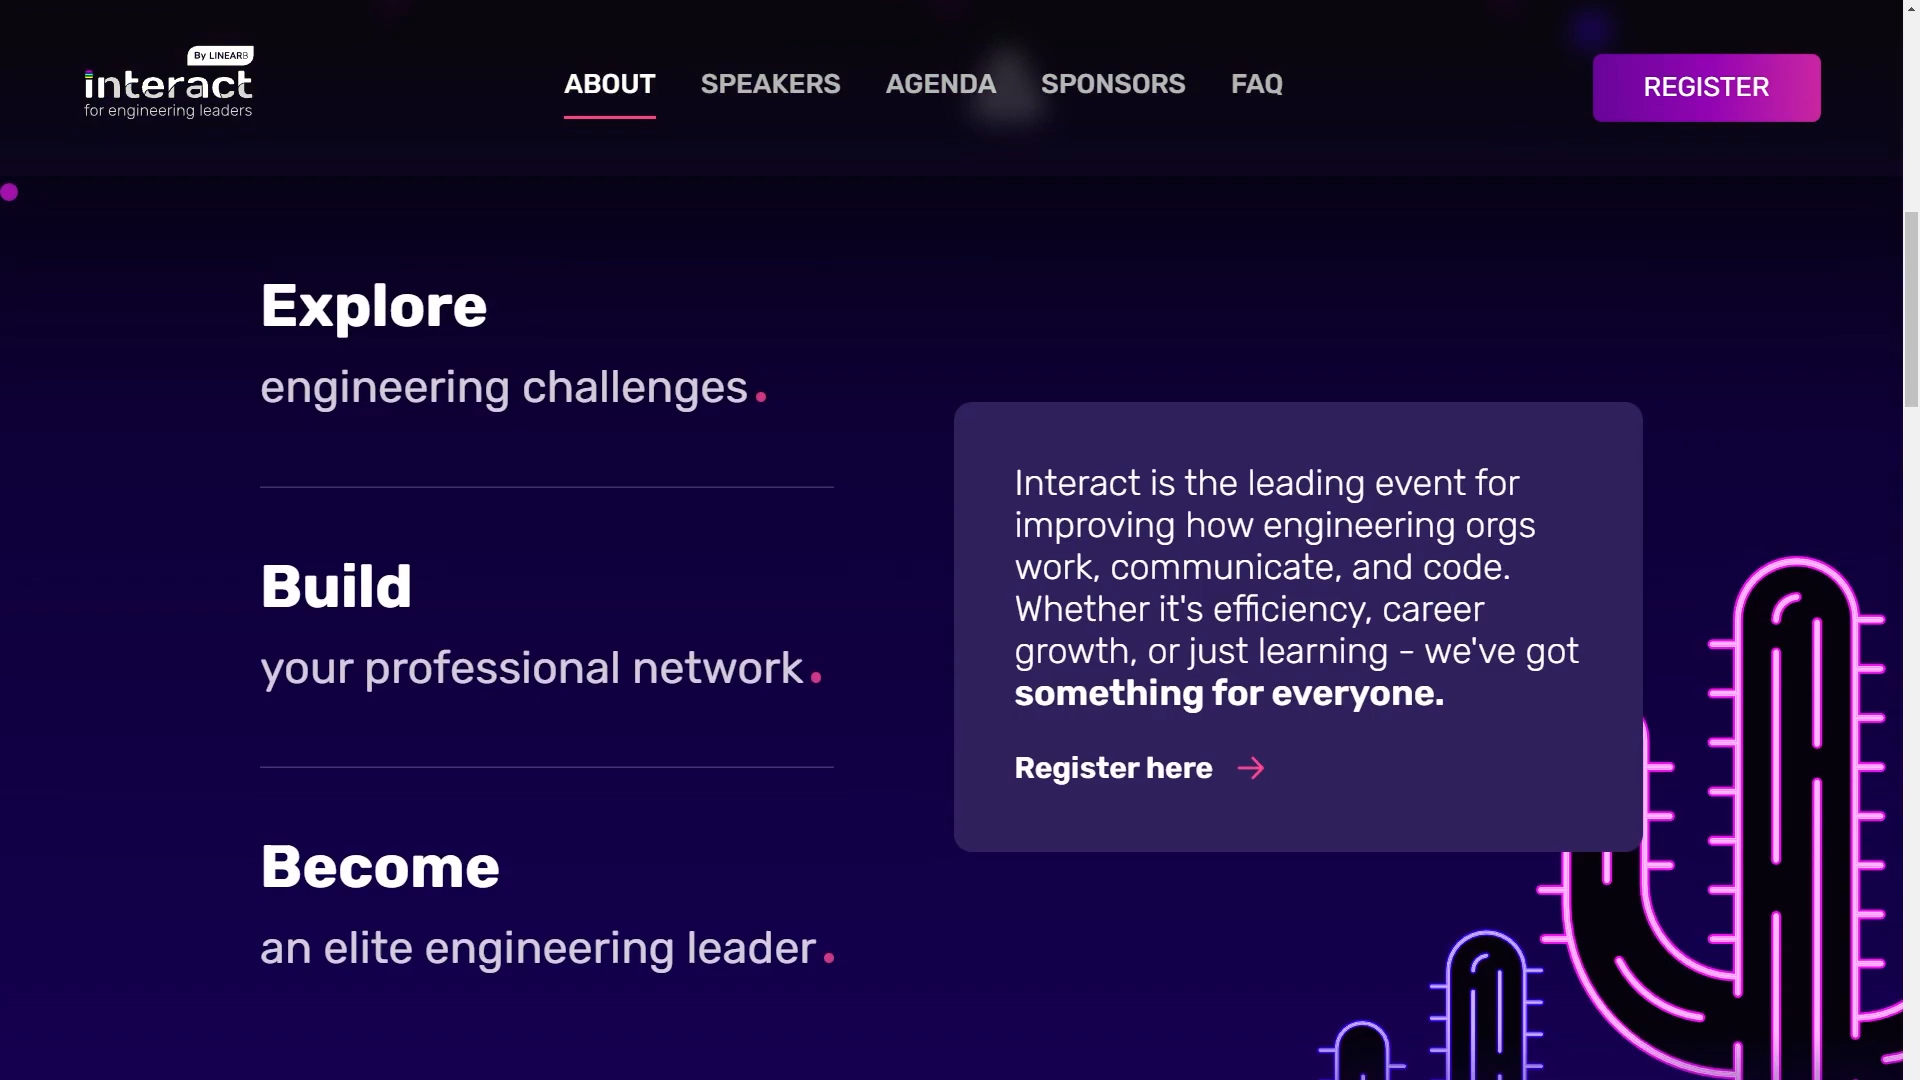 By LINEARB
interact
for engineering leaders
ABOUT
SPEAKERS
AGENDA
SPONSORS
FAQ
REGISTER
Explore
engineering challenges.
Build
your professional network.
Become
an elite engineering leader.
Interact is the leading event for
improving how engineering orgs
work, communicate, and code.
Whether it's efficiency, career
growth, or just learning - we've got
something for everyone.
Register here →